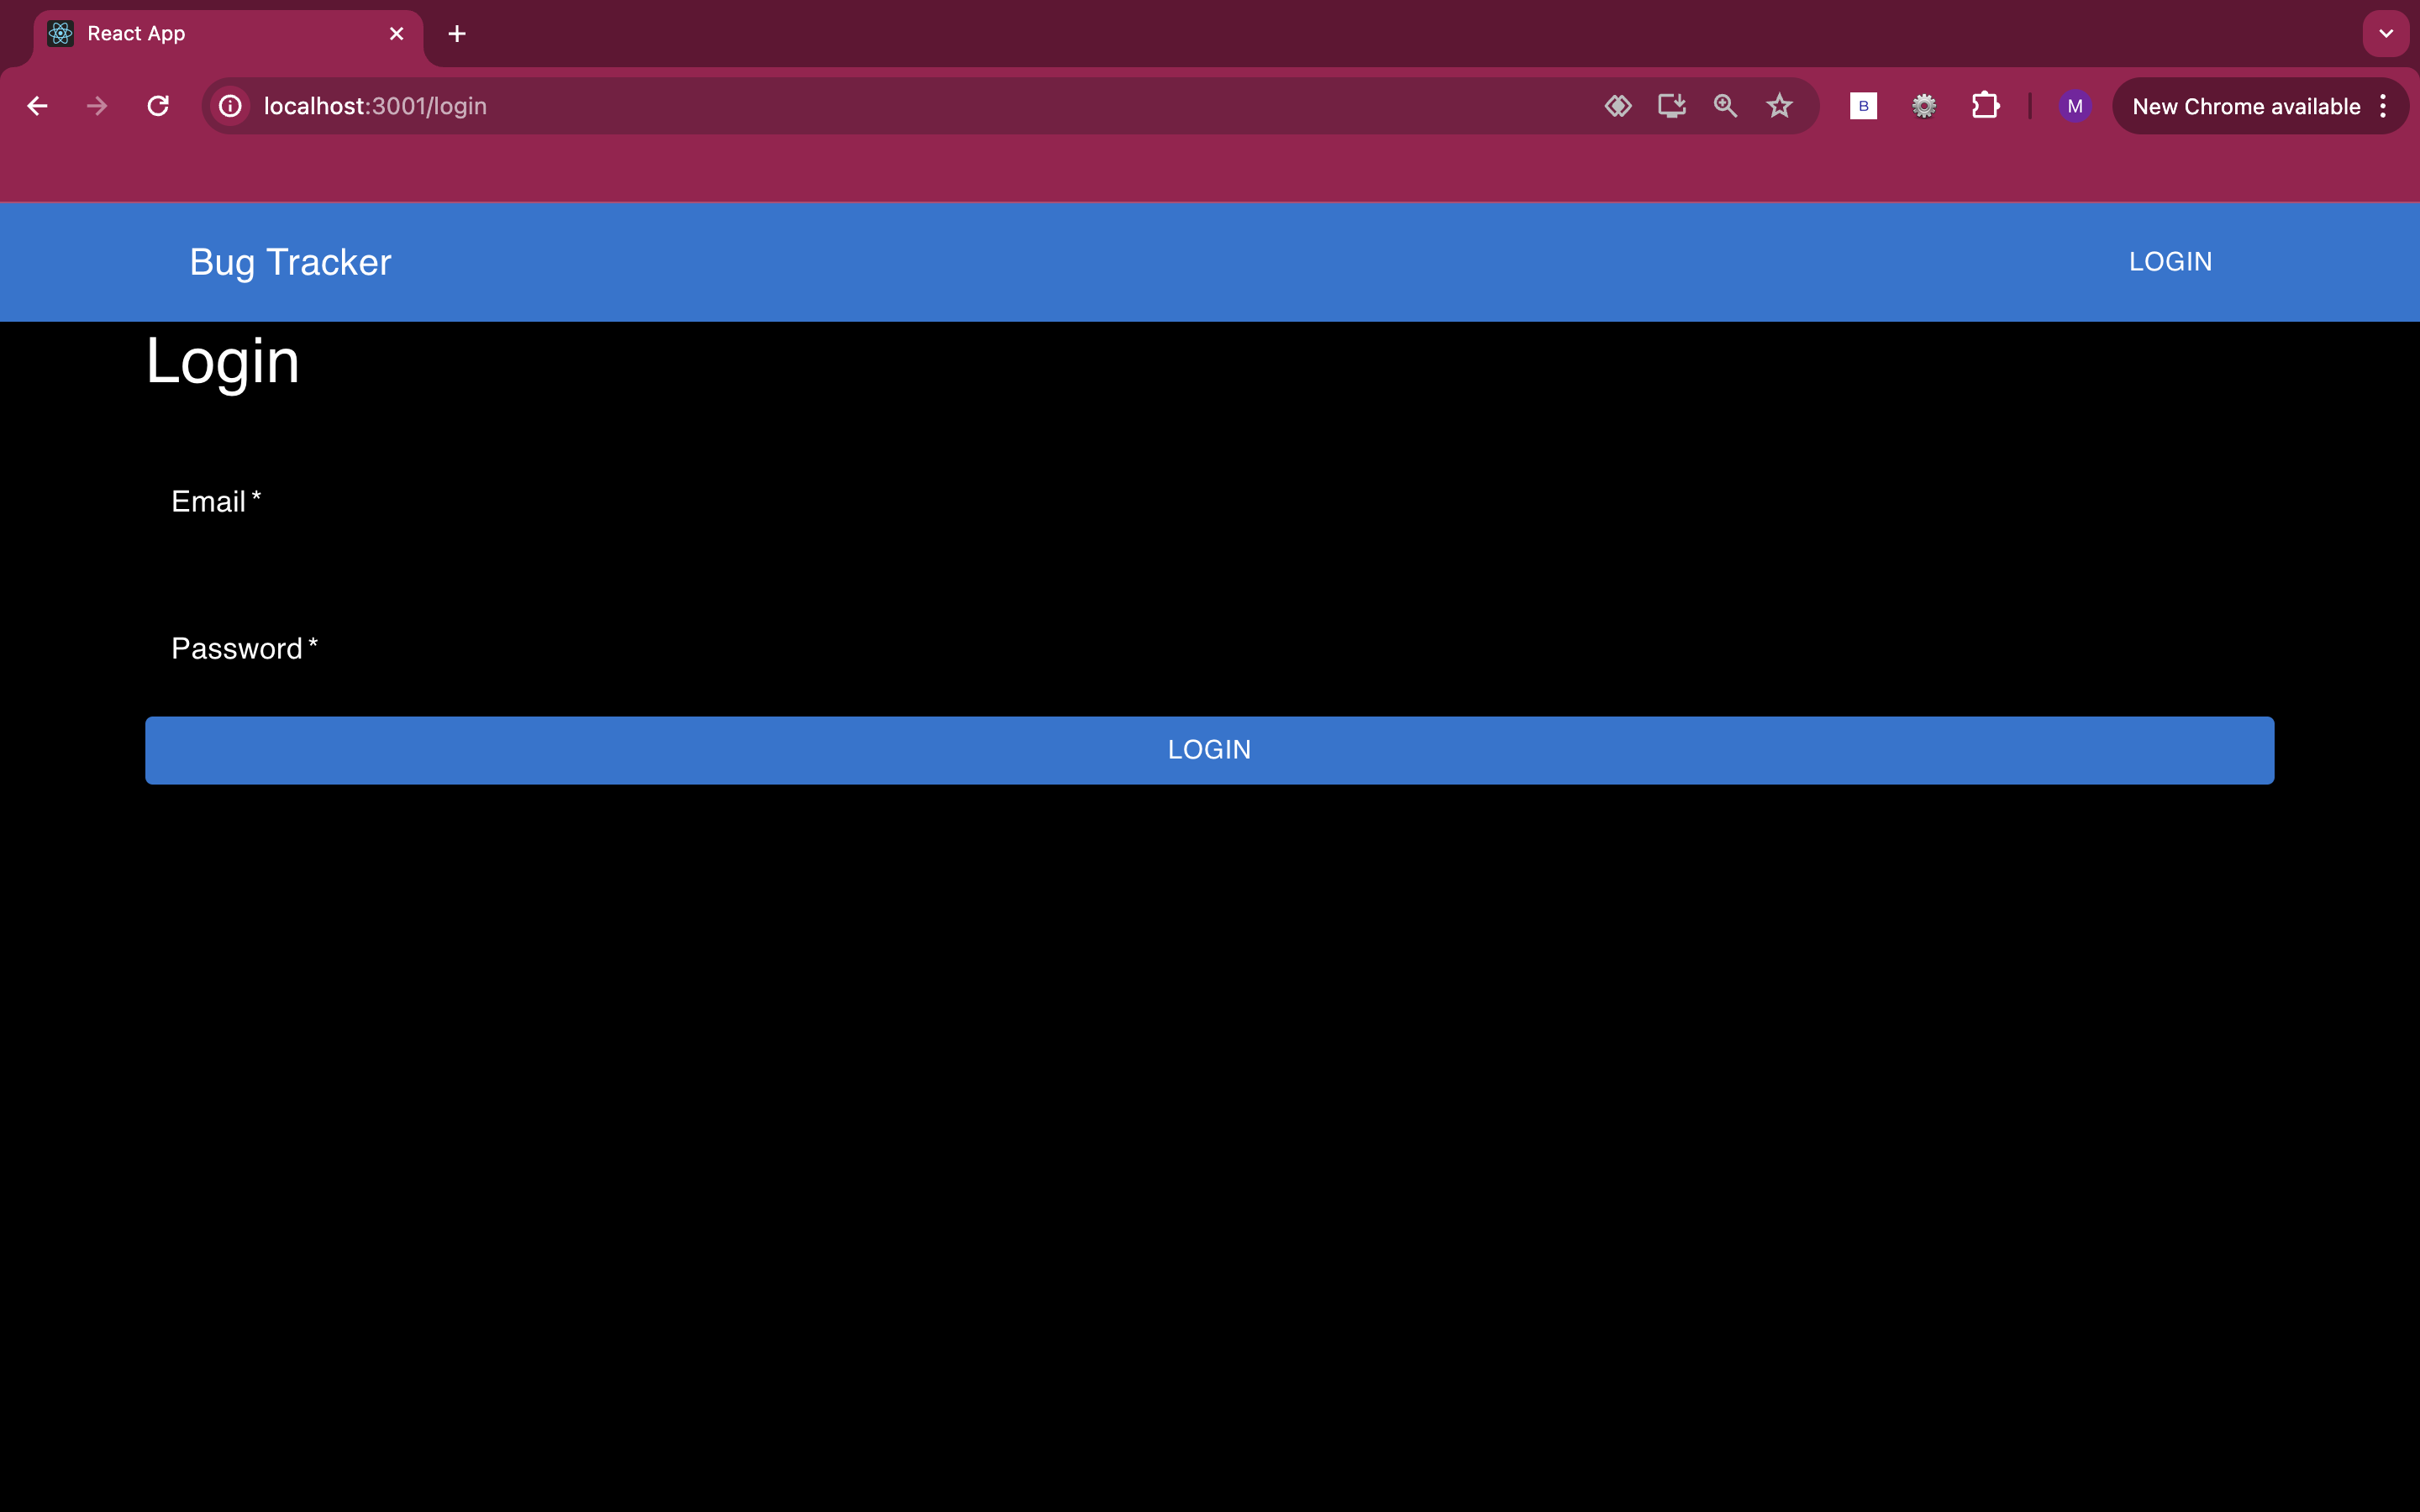 React App
localhost:3001/login
B
M
New Chrome available
Bug Tracker
LOGIN
Login
Email *
Password *
LOGIN